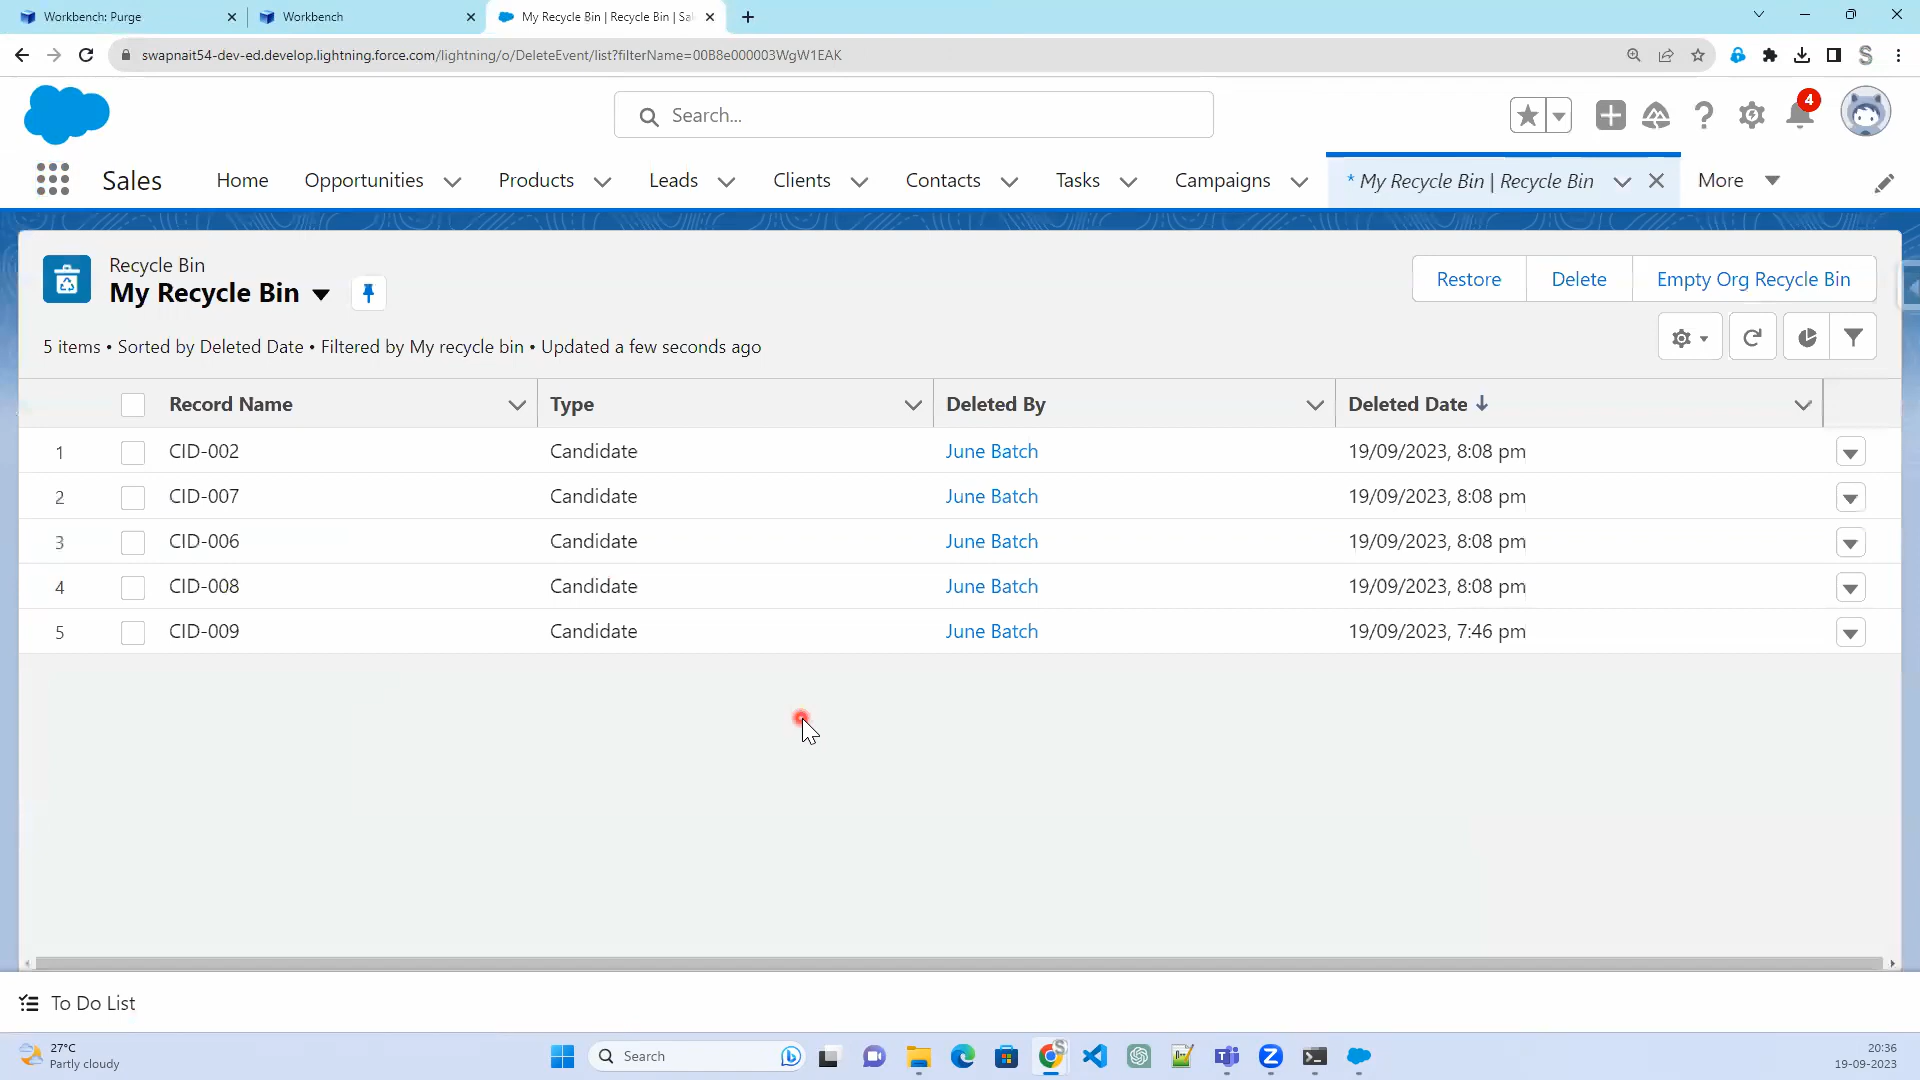 Workbench: Purge
Workbench
My Recycle Bin | Recycle Bin | Sa
swapnait54-dev-ed.develop.lightning.force.com/lightning/o/DeleteEvent/list?filterName=00B8e000003WgW1EAK
Search...
4
Sales
Home
Opportunities
Products
Leads
Clients
Contacts
Tasks
Campaigns
* My Recycle Bin | Recycle Bin
More
Recycle Bin
My Recycle Bin
Restore
Delete
Empty Org Recycle Bin
5 items • Sorted by Deleted Date • Filtered by My recycle bin • Updated a few seconds ago
Record Name Type Deleted By Deleted Date
1 CID-002 Candidate June Batch 19/09/2023, 8:08 pm
2 CID-007 Candidate June Batch 19/09/2023, 8:08 pm
3 CID-006 Candidate June Batch 19/09/2023, 8:08 pm
4 CID-008 Candidate June Batch 19/09/2023, 8:08 pm
5 CID-009 Candidate June Batch 19/09/2023, 7:46 pm
To Do List
27°C
Partly cloudy
Search
20:36
19-09-2023